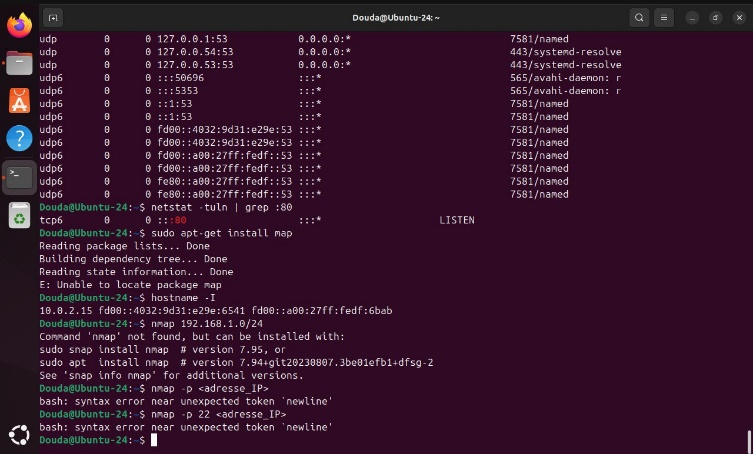 Douda@Ubuntu-24: ~
udp 0 0 127.0.0.1:53 0.0.0.0:* 7581/named
udp 0 0 127.0.0.54:53 0.0.0.0:* 443/systemd-resolve
udp 0 0 127.0.0.53:53 0.0.0.0:* 443/systemd-resolve
udp6 0 0 :::50696 :::* 565/avahi-daemon: r
udp6 0 0 :::5353 :::* 565/avahi-daemon: r
udp6 0 0 ::1:53 :::* 7581/named
udp6 0 0 ::1:53 :::* 7581/named
udp6 0 0 fd00::4032:9d31:e29e:53 :::* 7581/named
udp6 0 0 fd00::4032:9d31:e29e:53 :::* 7581/named
udp6 0 0 fd00::a00:27ff:fedf::53 :::* 7581/named
udp6 0 0 fd00::a00:27ff:fedf::53 :::* 7581/named
udp6 0 0 fe80::a00:27ff:fedf::53 :::* 7581/named
udp6 0 0 fe80::a00:27ff:fedf::53 :::* 7581/named
Douda@Ubuntu-24:~$ netstat -tuln | grep :80
tcp6 0 0 :::80 :::* LISTEN
Douda@Ubuntu-24:~$ sudo apt-get install map
Reading package lists... Done
Building dependency tree... Done
Reading state information... Done
E: Unable to locate package map
Douda@Ubuntu-24:~$ hostname -I
10.0.2.15 fd00::4032:9d31:e29e:6541 fd00::a00:27ff:fedf:6bab
Douda@Ubuntu-24:~$ nmap 192.168.1.0/24
Command 'nmap' not found, but can be installed with:
sudo snap install nmap # version 7.95, or
sudo apt install nmap # version 7.94+git20230807.3be01efb1+dfsg-2
See 'snap info nmap' for additional versions.
Douda@Ubuntu-24:~$ nmap -p <adresse_IP>
bash: syntax error near unexpected token `newline'
Douda@Ubuntu-24:~$ nmap -p 22 <adresse_IP>
bash: syntax error near unexpected token `newline'
Douda@Ubuntu-24:~$